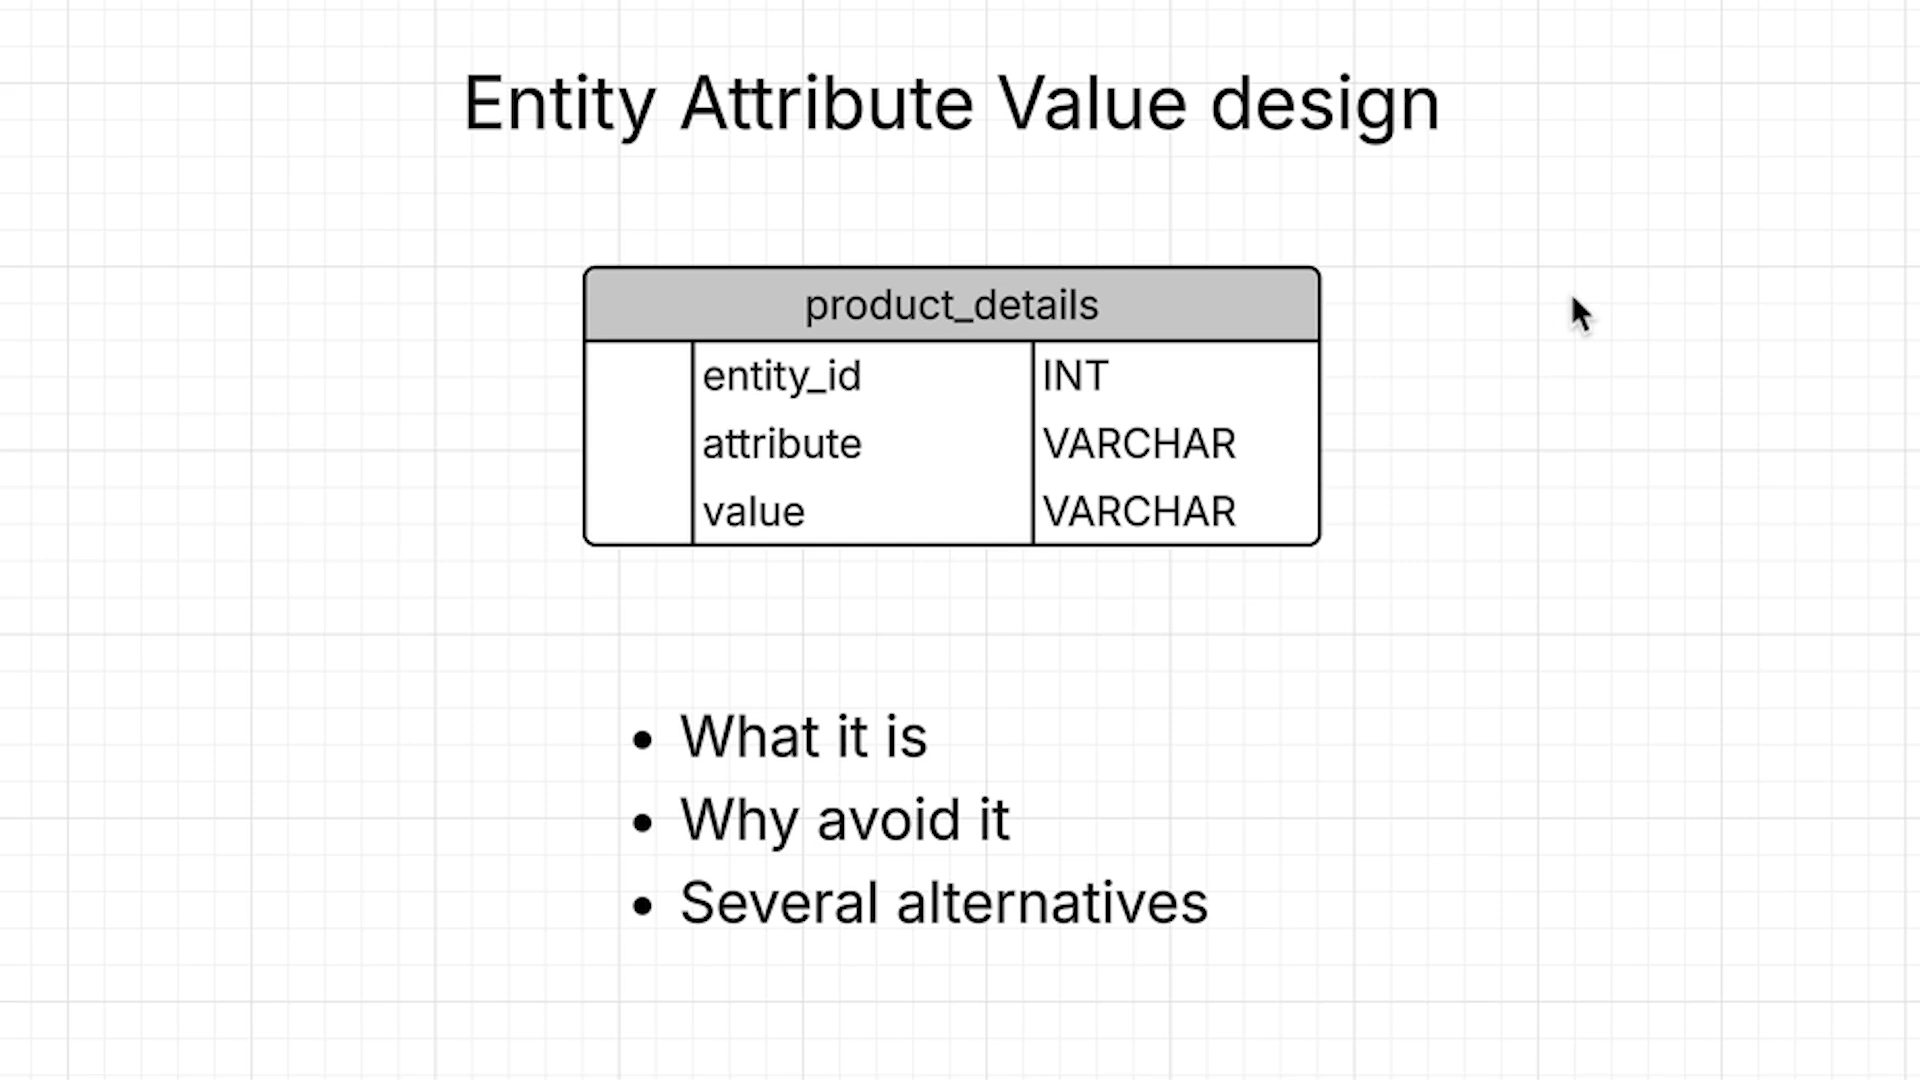 Entity Attribute Value design
product_details
entity_id INT
attribute VARCHAR
value VARCHAR
• What it is
• Why avoid it
• Several alternatives